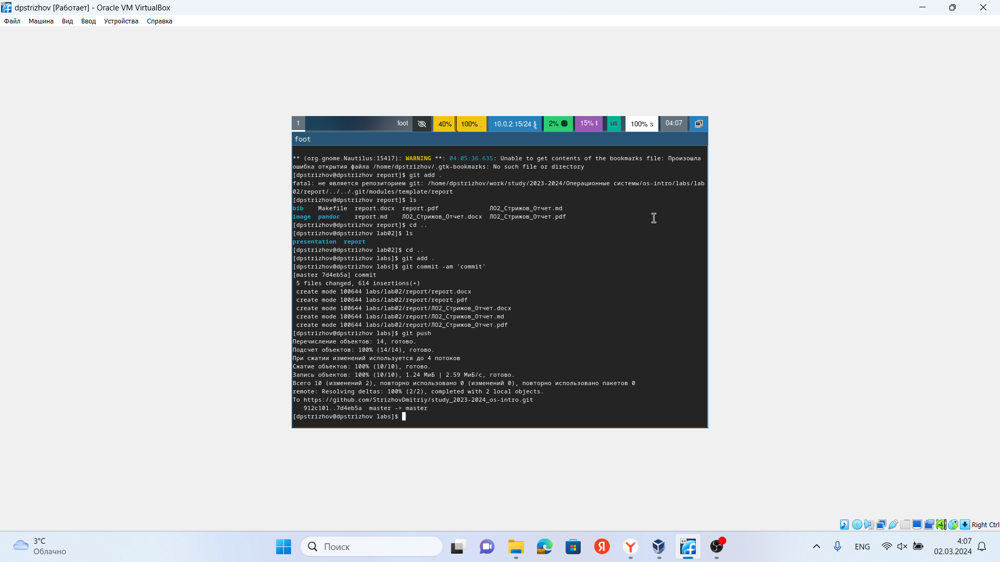 dpstrizhov [Работает] - Oracle VM VirtualBox
Файл Машина Вид Ввод Устройства Справка
1 foot 40% 100% 10.0.2.15/24 2% 15% us 100% 04:07
foot
** (org.gnome.Nautilus:15417): WARNING **: 04:05:36.635: Unable to get contents of the bookmarks file: Произошла
ошибка открытия файла /home/dpstrizhov/.gtk-bookmarks: No such file or directory
[dpstrizhov@dpstrizhov report]$ git add .
fatal: не является репозиторием git: /home/dpstrizhov/work/study/2023-2024/Операционные системы/os-intro/labs/lab
02/report/../../.git/modules/template/report
[dpstrizhov@dpstrizhov report]$ ls
bib Makefile report.docx report.pdf ЛО2_Стрижов_Отчет.md
image pandoc report.md ЛО2_Стрижов_Отчет.docx ЛО2_Стрижов_Отчет.pdf
[dpstrizhov@dpstrizhov report]$ cd ..
[dpstrizhov@dpstrizhov lab02]$ ls
presentation report
[dpstrizhov@dpstrizhov lab02]$ cd ..
[dpstrizhov@dpstrizhov labs]$ git add .
[dpstrizhov@dpstrizhov labs]$ git commit -am 'commit'
[master 7d4eb5a] commit
5 files changed, 614 insertions(+)
create mode 100644 labs/lab02/report/report.docx
create mode 100644 labs/lab02/report/report.pdf
create mode 100644 labs/lab02/report/ЛО2_Стрижов_Отчет.docx
create mode 100644 labs/lab02/report/ЛО2_Стрижов_Отчет.md
create mode 100644 labs/lab02/report/ЛО2_Стрижов_Отчет.pdf
[dpstrizhov@dpstrizhov labs]$ git push
Перечисление объектов: 14, готово.
Подсчет объектов: 100% (14/14), готово.
При сжатии изменений используется до 4 потоков
Сжатие объектов: 100% (10/10), готово.
Запись объектов: 100% (10/10), 1.24 МиБ | 2.59 МиБ/с, готово.
Всего 10 (изменений 2), повторно использовано 0 (изменений 0), повторно использовано пакетов 0
remote: Resolving deltas: 100% (2/2), completed with 2 local objects.
To https://github.com/StrizhovDmitriy/study_2023-2024_os-intro.git
912c101..7d4eb5a master -> master
[dpstrizhov@dpstrizhov labs]$
Right Ctrl
3°C
Облачно
Поиск
ENG
4:07
02.03.2024